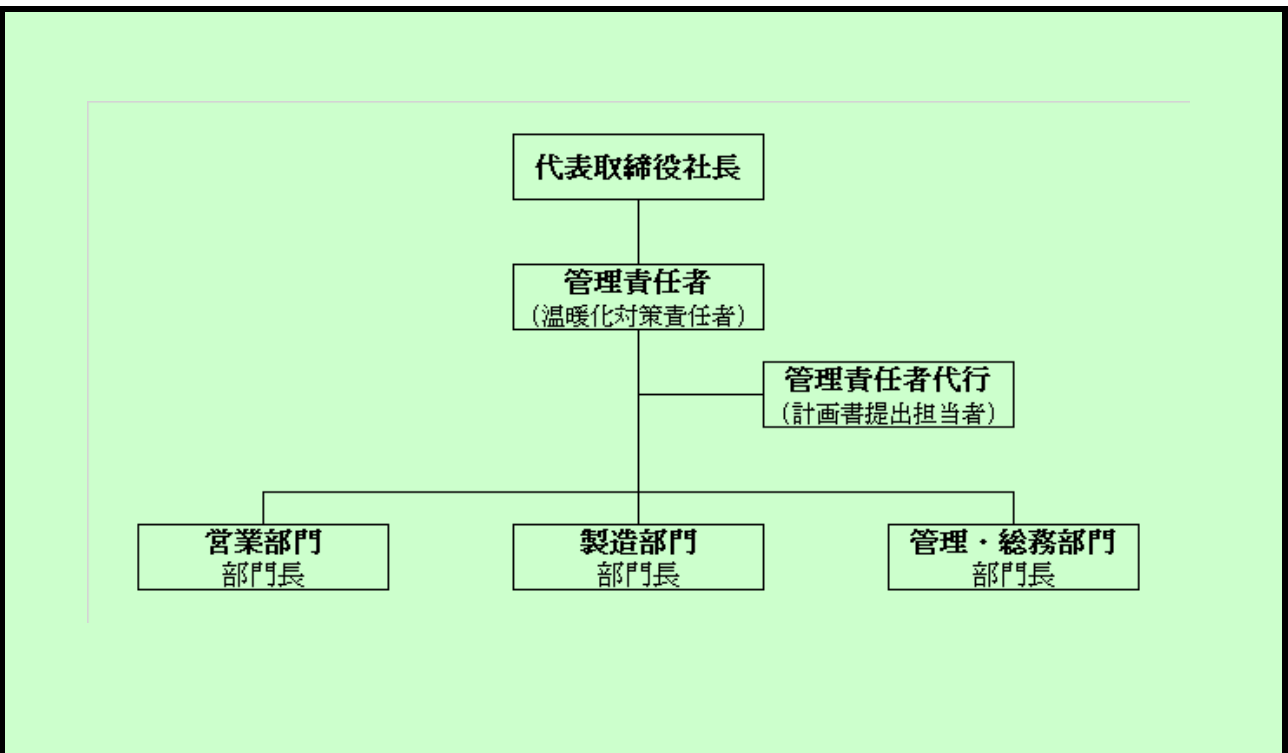 代表取締役社長
管理責任者
（温暖化対策責任者）
管理責任者代行
（計画書提出担当者）
営業部門
部門長
製造部門
部門長
管理・総務部門
部門長